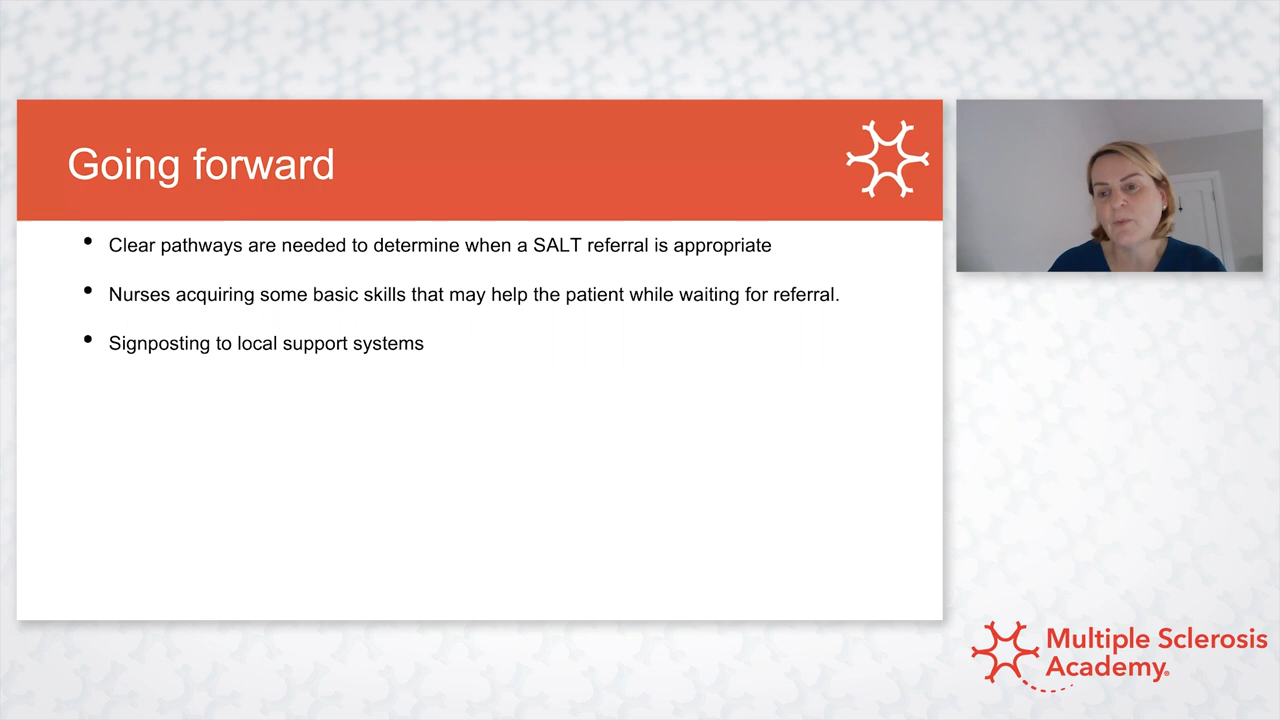 Going forward
• Clear pathways are needed to determine when a SALT referral is appropriate
• Nurses acquiring some basic skills that may help the patient while waiting for referral.
• Signposting to local support systems
Multiple Sclerosis
Academy®